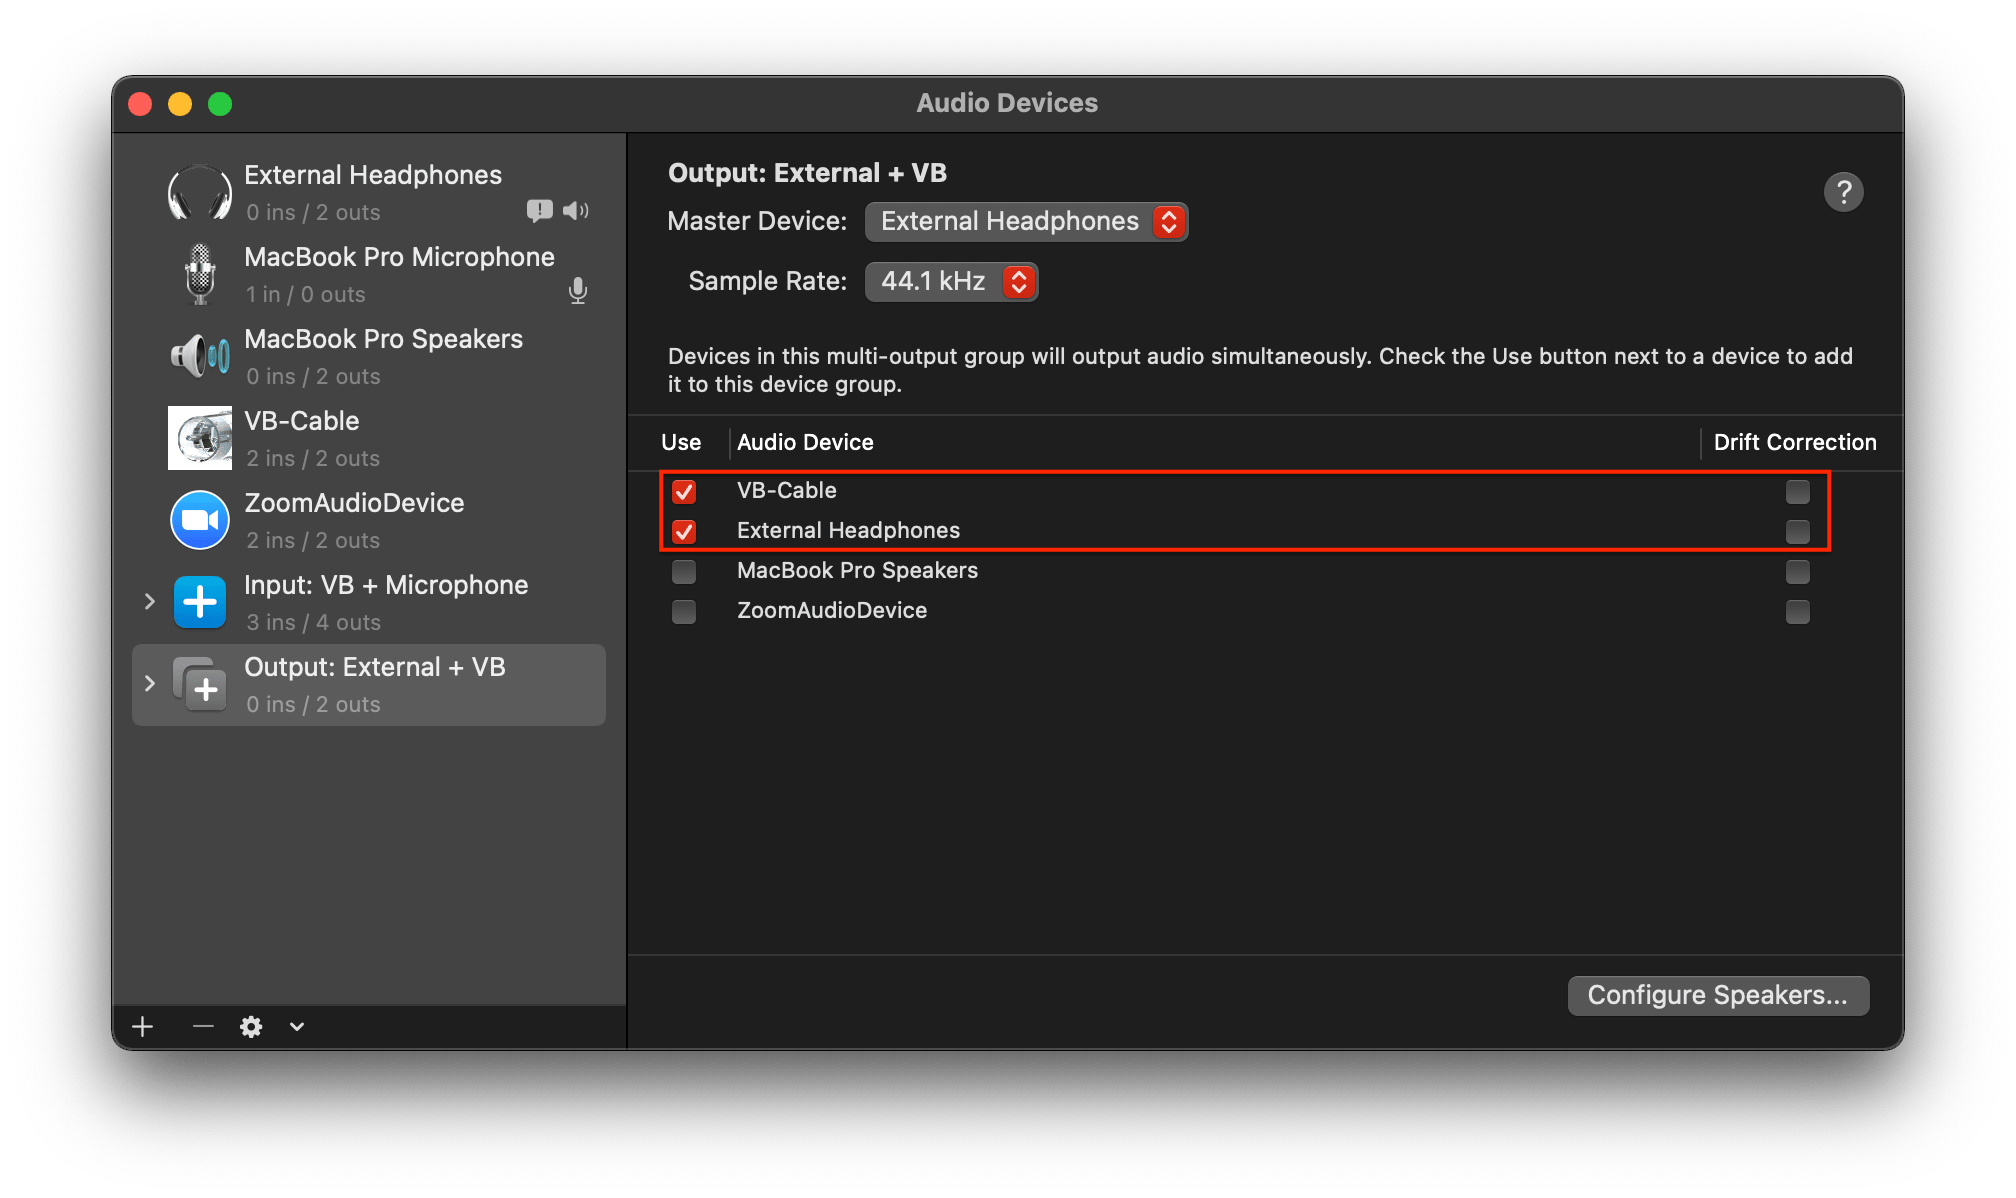 Audio Devices
External Headphones
0 ins / 2 outs
MacBook Pro Microphone
1 in / 0 outs
MacBook Pro Speakers
0 ins / 2 outs
VB-Cable
2 ins / 2 outs
ZoomAudioDevice
2 ins / 2 outs
Input: VB + Microphone
3 ins / 4 outs
Output: External + VB
0 ins / 2 outs
Output: External + VB
?
Master Device: External Headphones
Sample Rate: 44.1 kHz
Devices in this multi-output group will output audio simultaneously. Check the Use button next to a device to add
it to this device group.
Use Audio Device Drift Correction
VB-Cable
External Headphones
MacBook Pro Speakers
ZoomAudioDevice
Configure Speakers...